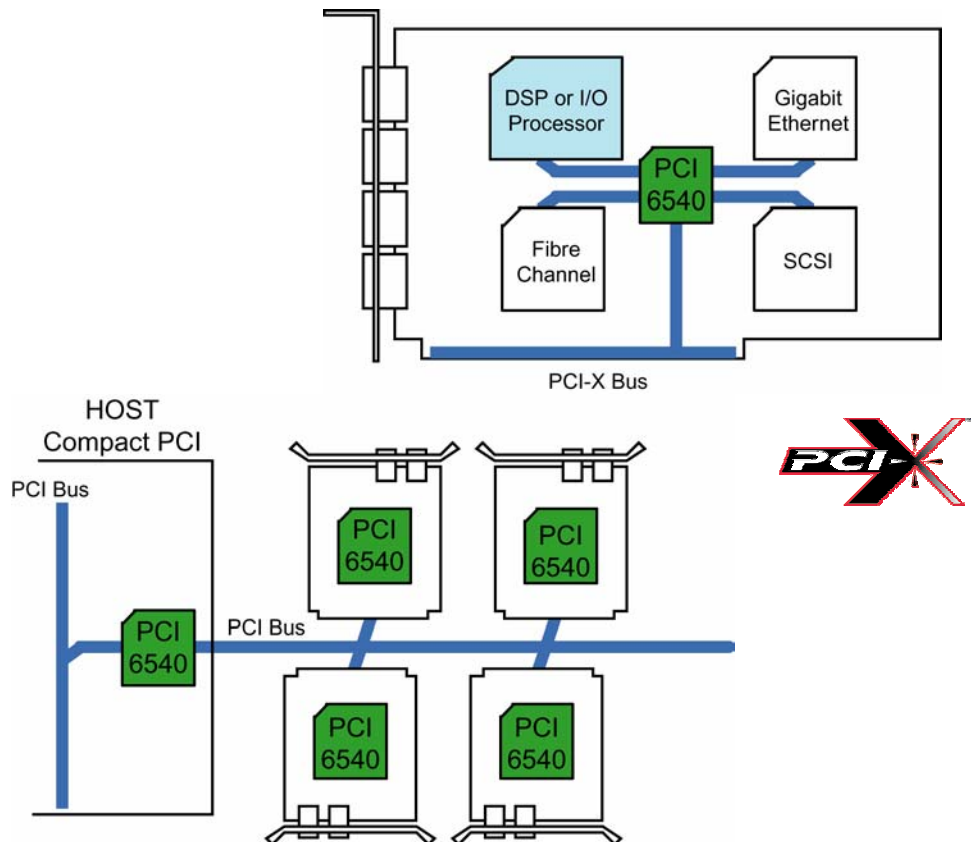 DSP or I/O
Processor
Gigabit
Ethernet
PCI
6540
Fibre
Channel
SCSI
PCI-X Bus
HOST
Compact PCI
PCI Bus
PCI
6540
PCI Bus
PCI
6540
PCI
6540
PCI
6540
PCI
6540
PCI-X